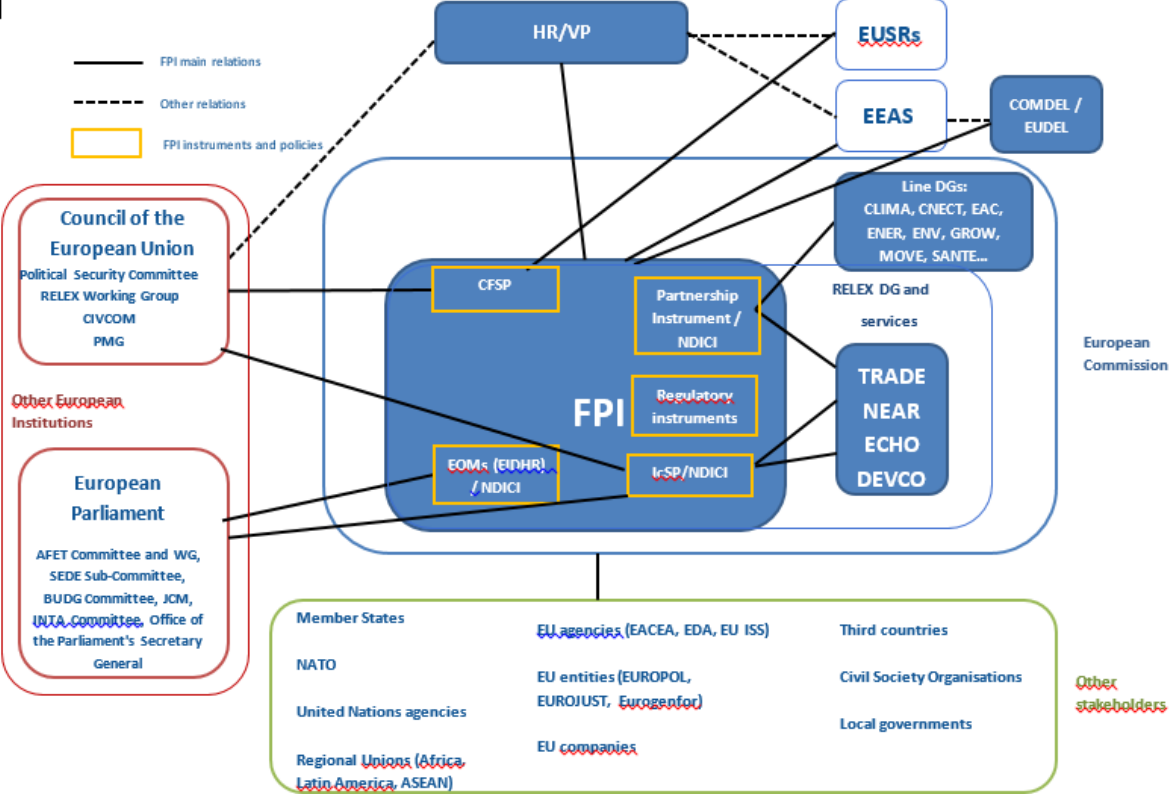 HR/VP
EUSRs
FPI main relations
Other relations
FPI instruments and policies
EEAS
COMDEL /
EUDEL
Line DGs:
CLIMA, CNECT, EAC,
ENER, ENV, GROW,
MOVE, SANTE...
Council of the
European Union
Political Security Committee
RELEX Working Group
CIVCOM
PMG
CFSP
Partnership
Instrument /
NDICI
RELEX DG and
services
European
Commission
Other European
Institutions
FPI
Regulatory
instruments
TRADE
NEAR
ECHO
DEVCO
EOMs (EIDHR)
/ NDICI
IcSP/NDICI
European
Parliament
AFET Committee and WG,
SEDE Sub-Committee,
BUDG Committee, JCM,
INTA Committee, Office of
the Parliament's Secretary
General
Member States
NATO
United Nations agencies
Regional Unions (Africa,
Latin America, ASEAN)
EU agencies (EACEA, EDA, EU ISS)
EU entities (EUROPOL,
EUROJUST, Eurogenfor)
EU companies
Third countries
Civil Society Organisations
Local governments
Other
stakeholders